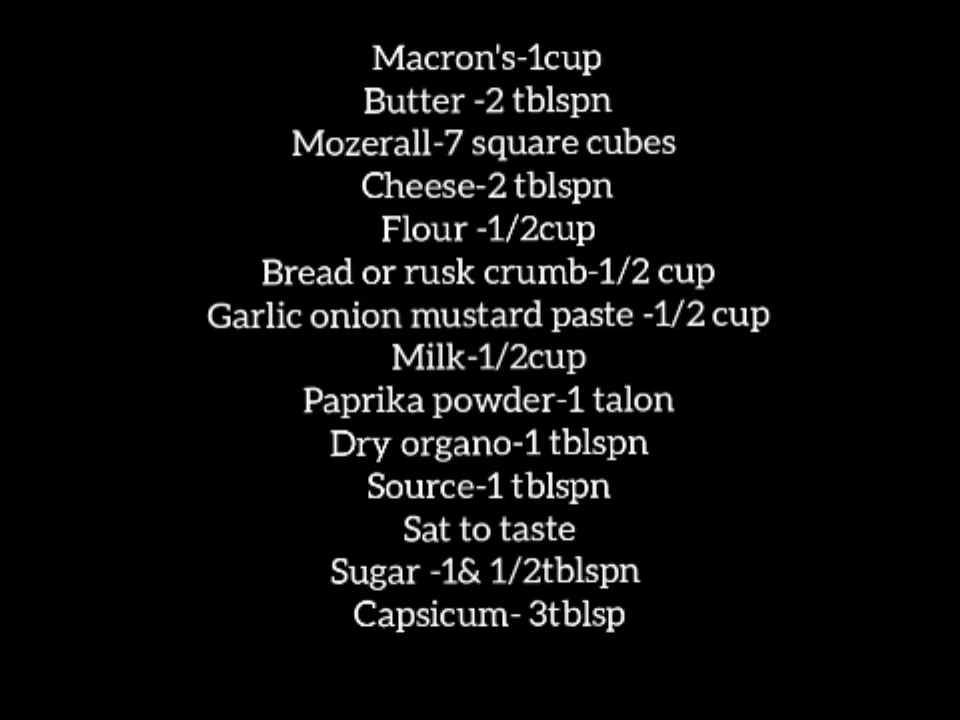 Macron's-1cup
Butter -2 tblspn
Mozerall-7 square cubes
Cheese-2 tblspn
Flour -1/2cup
Bread or rusk crumb-1/2 cup
Garlic onion mustard paste -1/2 cup
Milk-1/2cup
Paprika powder-1 talon
Dry organo-1 tblspn
Source-1 tblspn
Sat to taste
Sugar -1& 1/2tblspn
Capsicum- 3tblsp